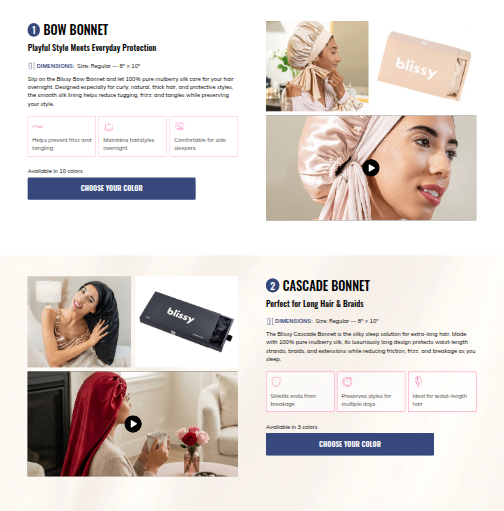 1 BOW BONNET
Playful Style Meets Everyday Protection
DIMENSIONS: Size: Regular — 8" × 10"
Slip on the Blissy Bow Bonnet and let 100% pure mulberry silk care for your hair
overnight. Designed especially for curly, natural, thick hair, and protective styles,
the smooth silk lining helps reduce tugging, frizz, and tangles while preserving
your style.
Helps prevent frizz and
tangling
Maintains hairstyles
overnight
Comfortable for side
sleepers
Available in 10 colors
CHOOSE YOUR COLOR
blissy
blissy
2 CASCADE BONNET
Perfect for Long Hair & Braids
DIMENSIONS: Size: Regular — 8" × 10"
The Blissy Cascade Bonnet is the silky sleep solution for extra-long hair. Made
with 100% pure mulberry silk, its luxuriously long design protects waist-length
strands, braids, and extensions while reducing friction, frizz, and breakage as you
sleep.
Shields ends from
breakage
Preserves styles for
multiple days
Ideal for waist-length
hair
Available in 3 colors
CHOOSE YOUR COLOR